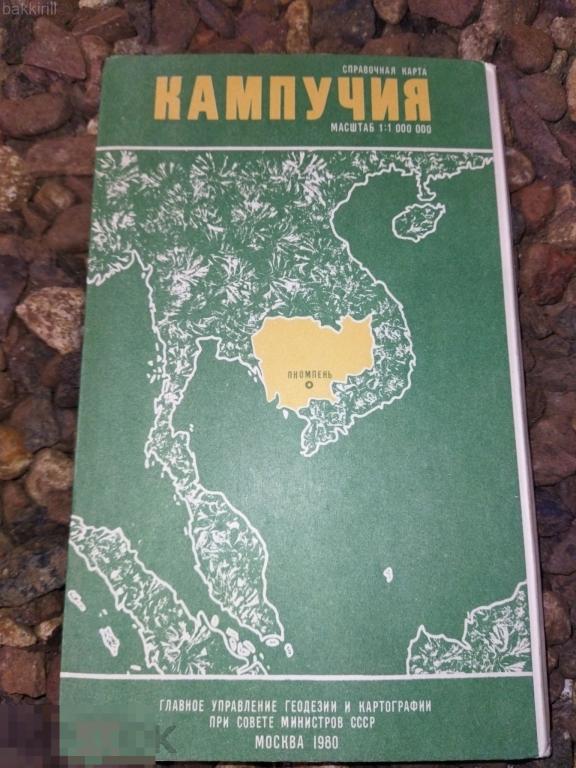 bakkirill
СПРАВОЧНАЯ КАРТА
КАМПУЧИЯ
МАСШТАБ 1:1 000 000
ПНОМПЕНЬ
ГЛАВНОЕ УПРАВЛЕНИЕ ГЕОДЕЗИИ И КАРТОГРАФИИ
ПРИ СОВЕТЕ МИНИСТРОВ СССР
МОСКВА 1980